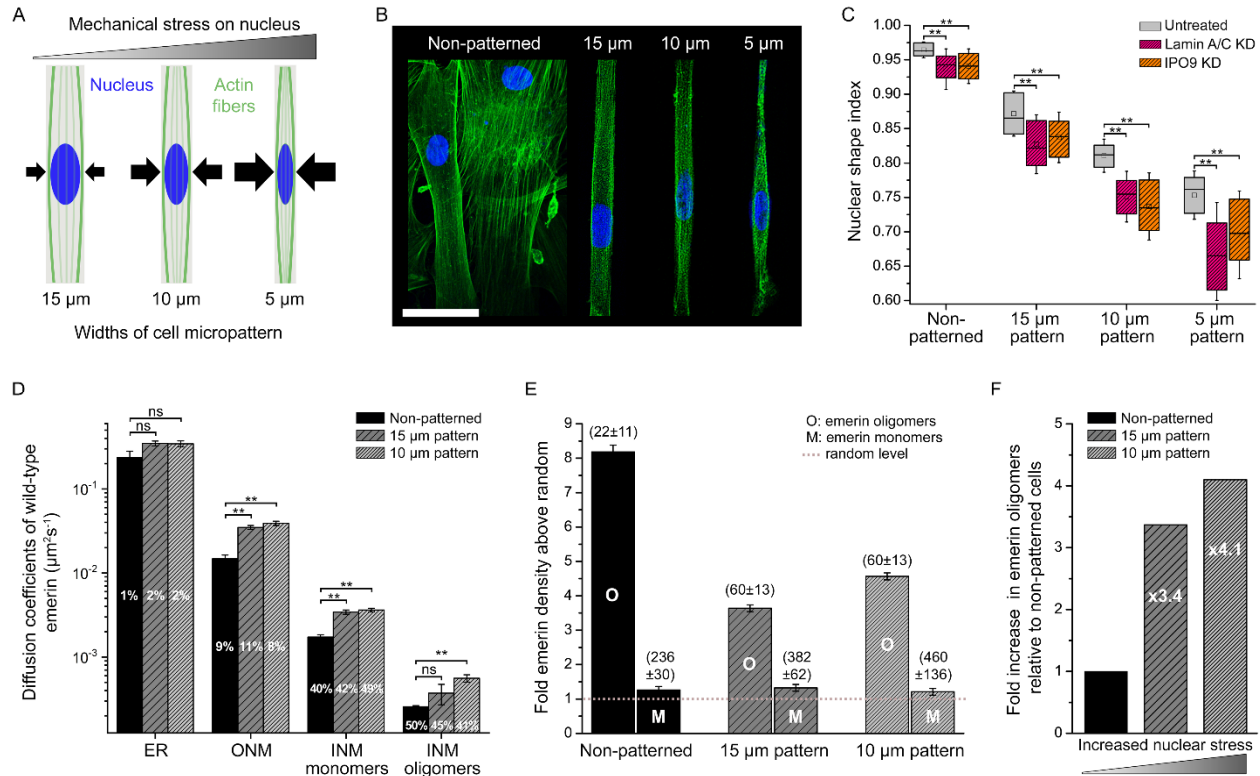 A
Mechanical stress on nucleus
Nucleus
Actin
fibers
15 µm
10 µm
5 µm
Widths of cell micropattern
B
Non-patterned
15 µm
10 µm
5 µm
C
Nuclear shape index
1.00
0.95
0.90
0.85
0.80
0.75
0.70
0.65
0.60
Untreated
Lamin A/C KD
IPO9 KD
**
**
**
**
**
**
**
**
Non-
patterned
15 µm
pattern
10 µm
pattern
5 µm
pattern
D
Diffusion coefficients of wild-type
emerin (µm²s⁻¹)
10⁻¹
10⁻²
10⁻³
Non-patterned
15 µm pattern
10 µm pattern
ns
ns
**
**
**
**
**
ns
1%
2%
2%
9%
11%
8%
40%
42%
49%
50%
45%
41%
ER
ONM
INM
monomers
INM
oligomers
E
Fold emerin density above random
9
8
7
6
5
4
3
2
1
0
O: emerin oligomers
M: emerin monomers
random level
(22±11)
(236
±30)
(60±13)
(382
±62)
(60±13)
(460
±136)
O
M
O
M
O
M
Non-patterned
15 µm pattern
10 µm pattern
F
Fold increase in emerin oligomers
relative to non-patterned cells
5
4
3
2
1
0
Non-patterned
15 µm pattern
10 µm pattern
x3.4
x4.1
Increased nuclear stress